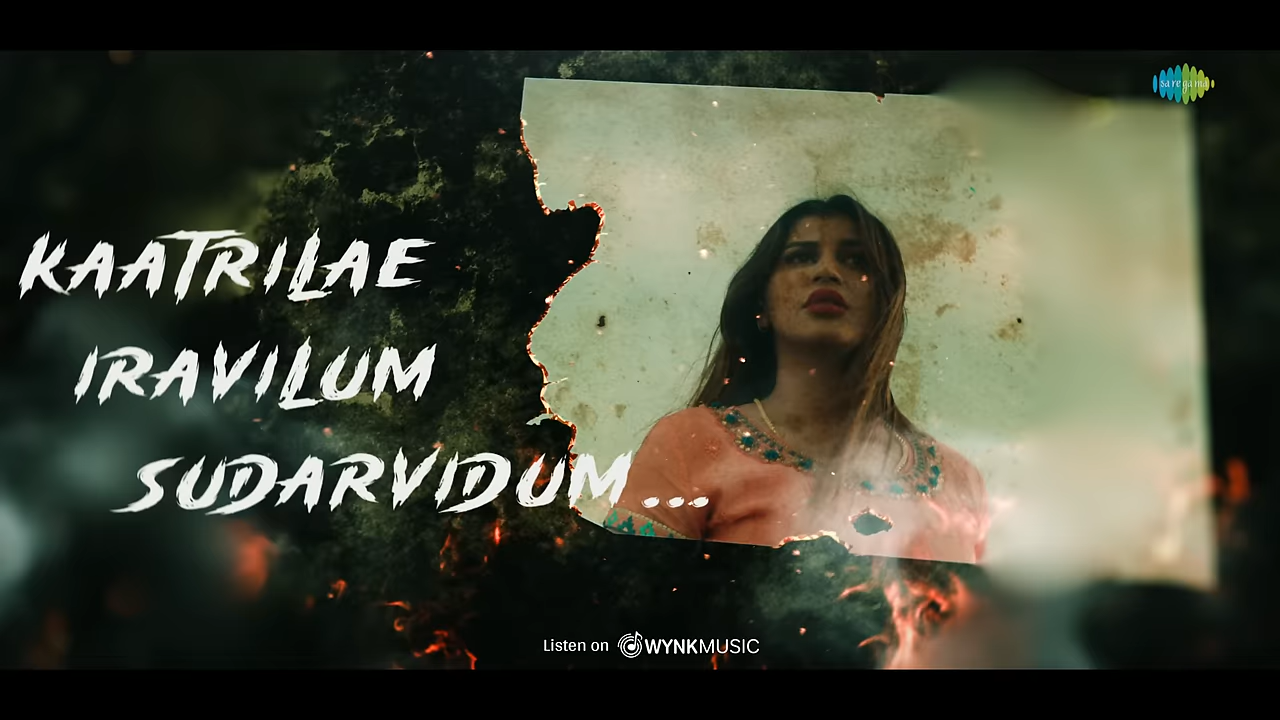 saregama
KAATRILAE
IRAVILUM
SUDARVIDUM...
Listen on WYNKMUSIC